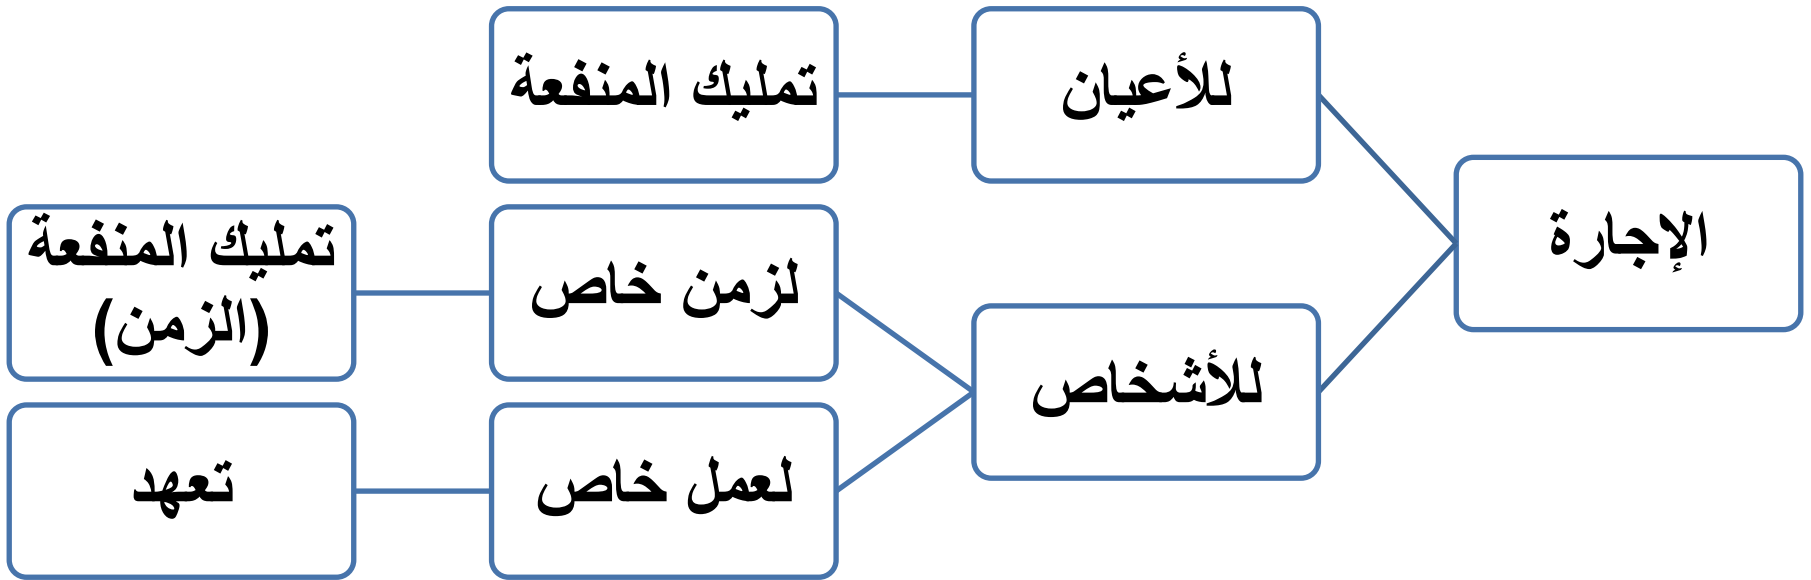 الإجارة
للأعيان
تمليك المنفعة
للأشخاص
لزمن خاص
تمليك المنفعة
(الزمن)
لعمل خاص
تعهد